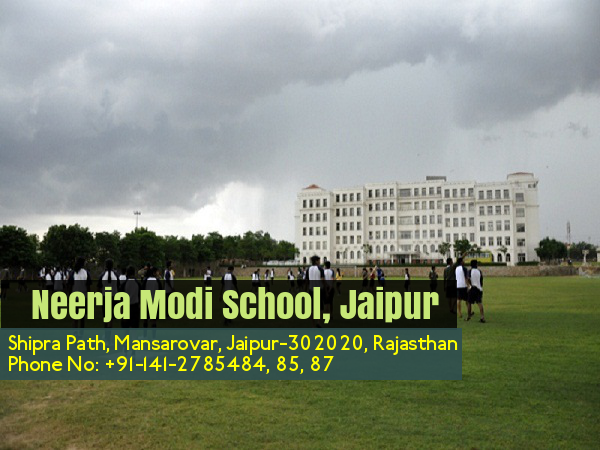 Neerja Modi School, Jaipur
Shipra Path, Mansarovar, Jaipur-302020, Rajasthan
Phone No: +91-141-2785484, 85, 87